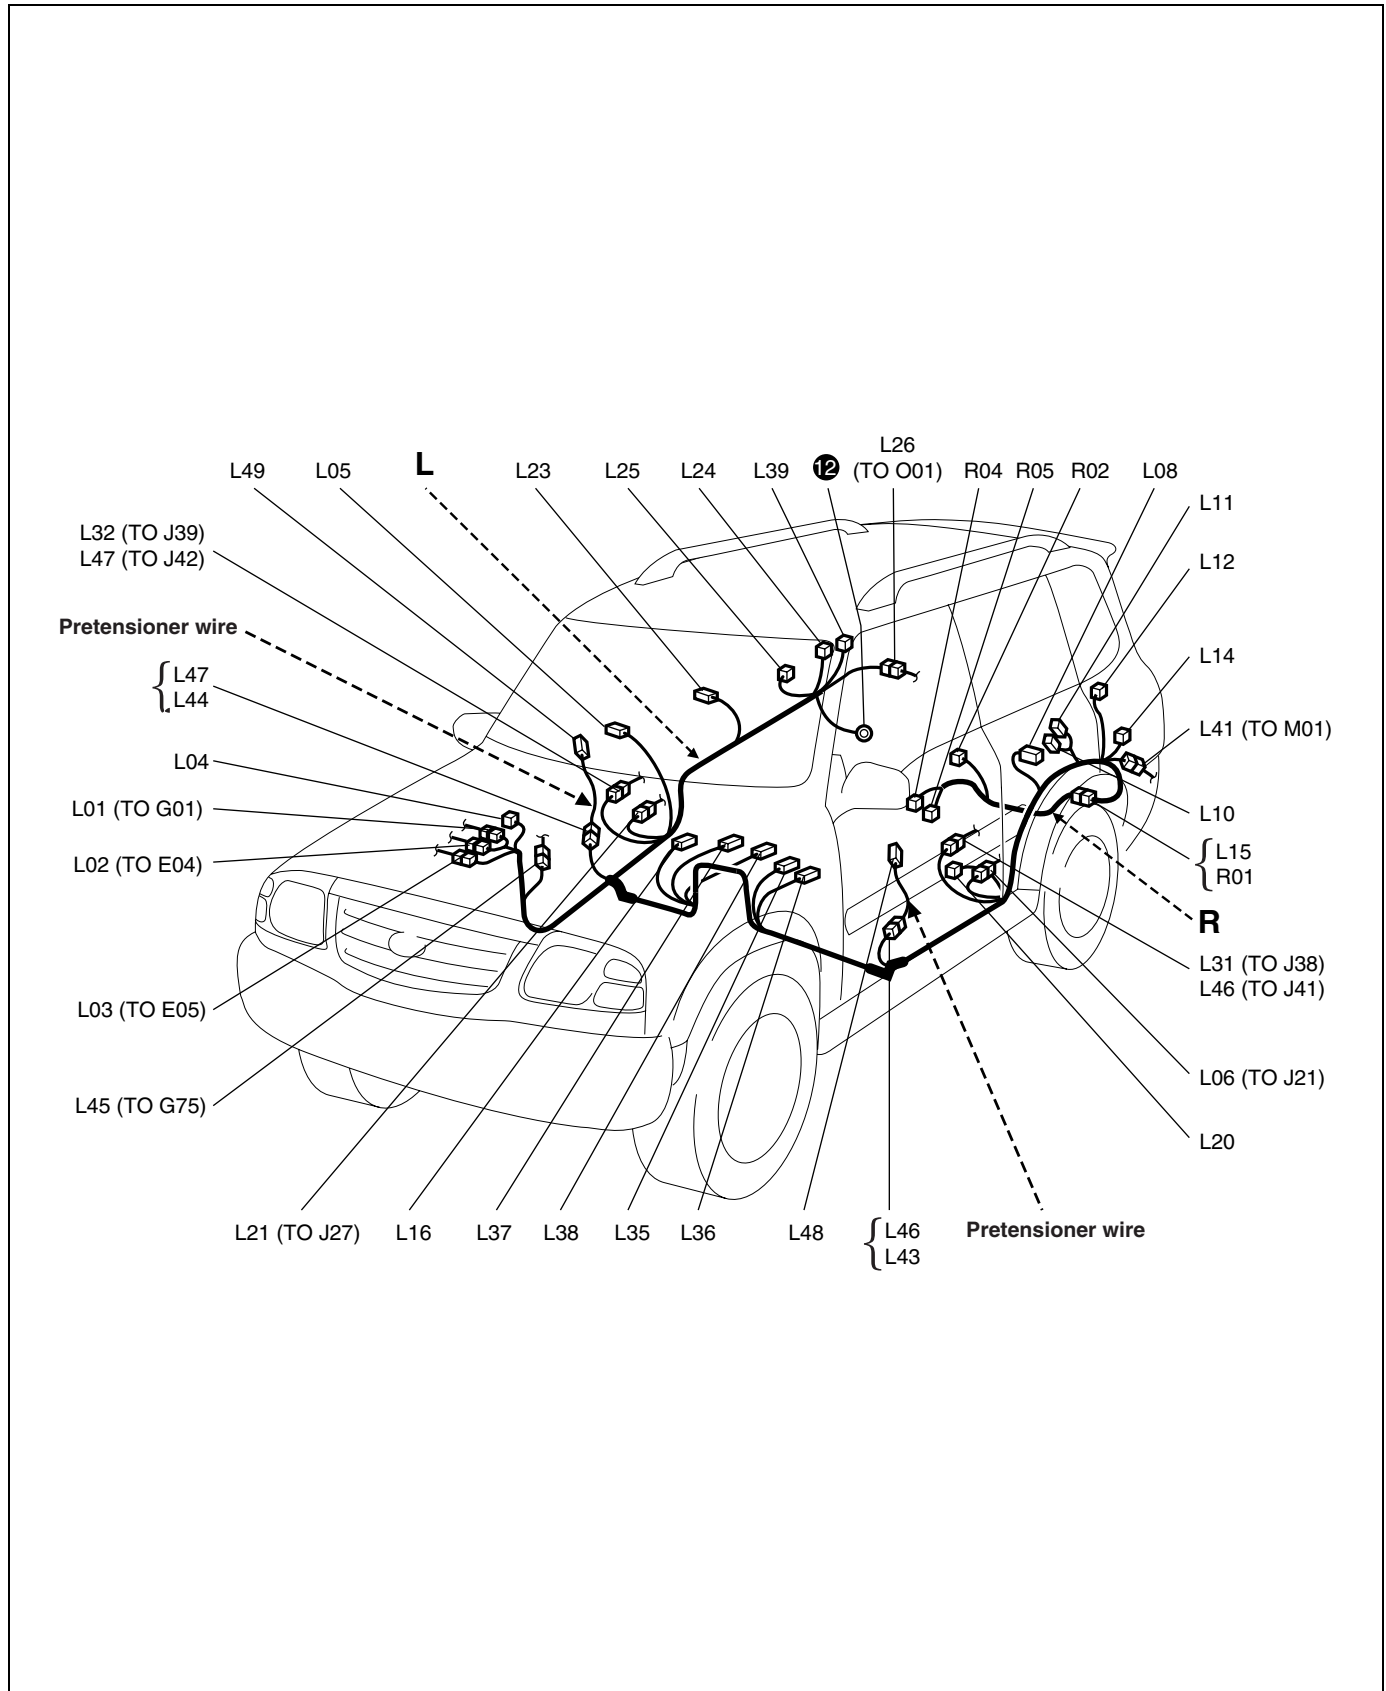 L26
L49 L05 L L23 L25 L24 L39 12 (TO O01) R04 R05 R02 L08
L11
L32 (TO J39)
L47 (TO J42)
L12
Pretensioner wire
L47
L44
L14
L41 (TO M01)
L04
L01 (TO G01)
L10
L02 (TO E04)
L15
R01
R
L31 (TO J38)
L46 (TO J41)
L03 (TO E05)
L06 (TO J21)
L45 (TO G75)
L20
L21 (TO J27) L16 L37 L38 L35 L36 L48 L46 Pretensioner wire
L43